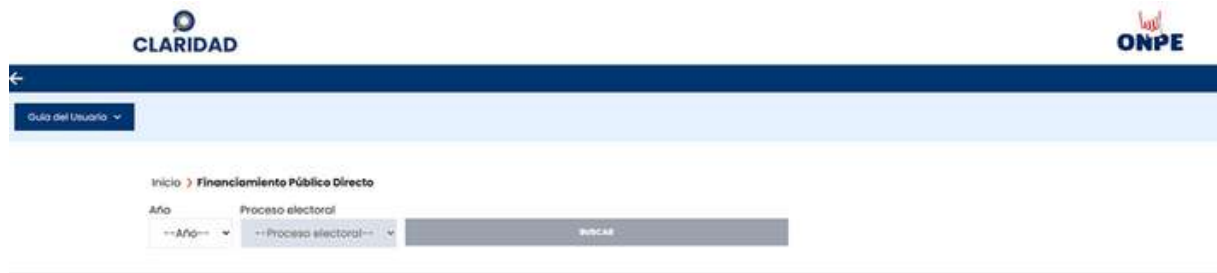 CLARIDAD
ONPE
Guía del Usuario
Inicio > Financiamiento Público Directo
Año Proceso electoral
--Año-- --Proceso electoral-- BUSCAR